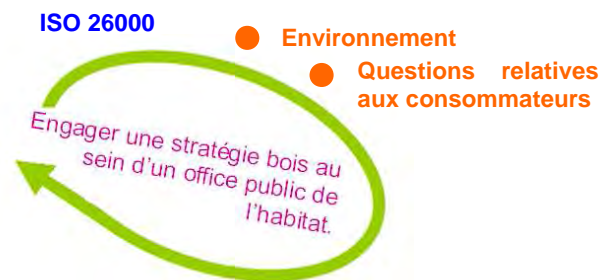 ISO 26000
Environnement
Questions relatives
aux consommateurs
Engager une stratégie bois au
sein d'un office public de
l'habitat.